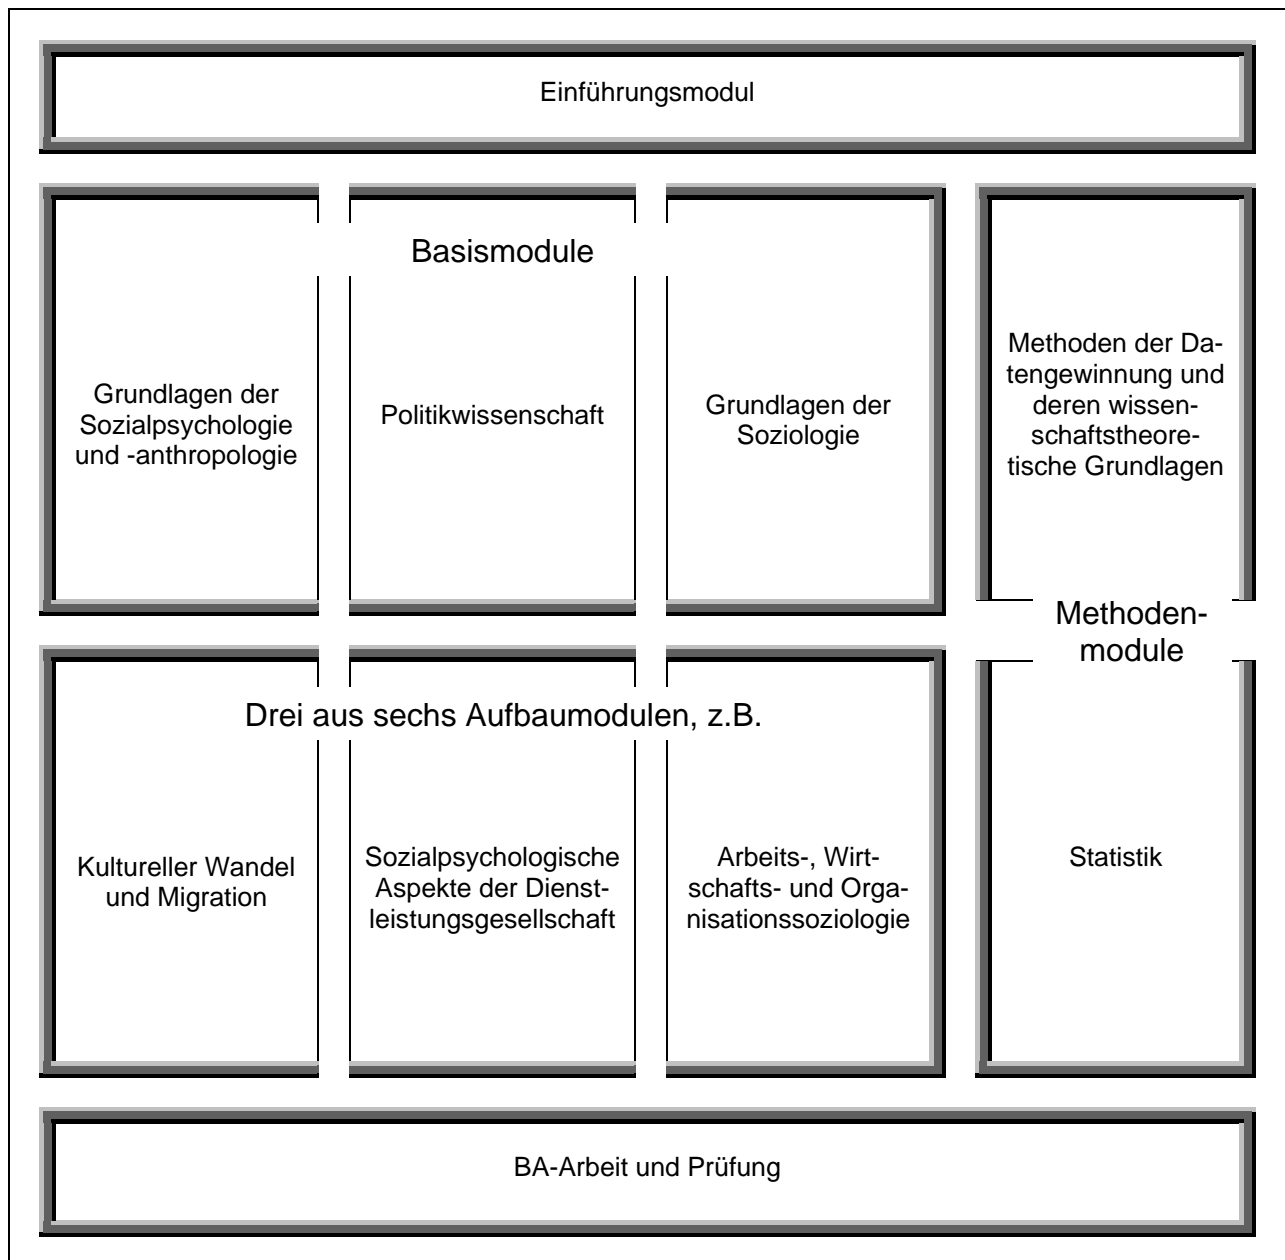 Einführungsmodul
Basismodule
Grundlagen der
Sozialpsychologie
und -anthropologie
Politikwissenschaft
Grundlagen der
Soziologie
Methoden der Da-
tengewinnung und
deren wissen-
schaftstheore-
tische Grundlagen
Methoden-
module
Drei aus sechs Aufbaumodulen, z.B.
Kultureller Wandel
und Migration
Sozialpsychologische
Aspekte der Dienst-
leistungsgesellschaft
Arbeits-, Wirt-
schafts- und Orga-
nisationssoziologie
Statistik
BA-Arbeit und Prüfung